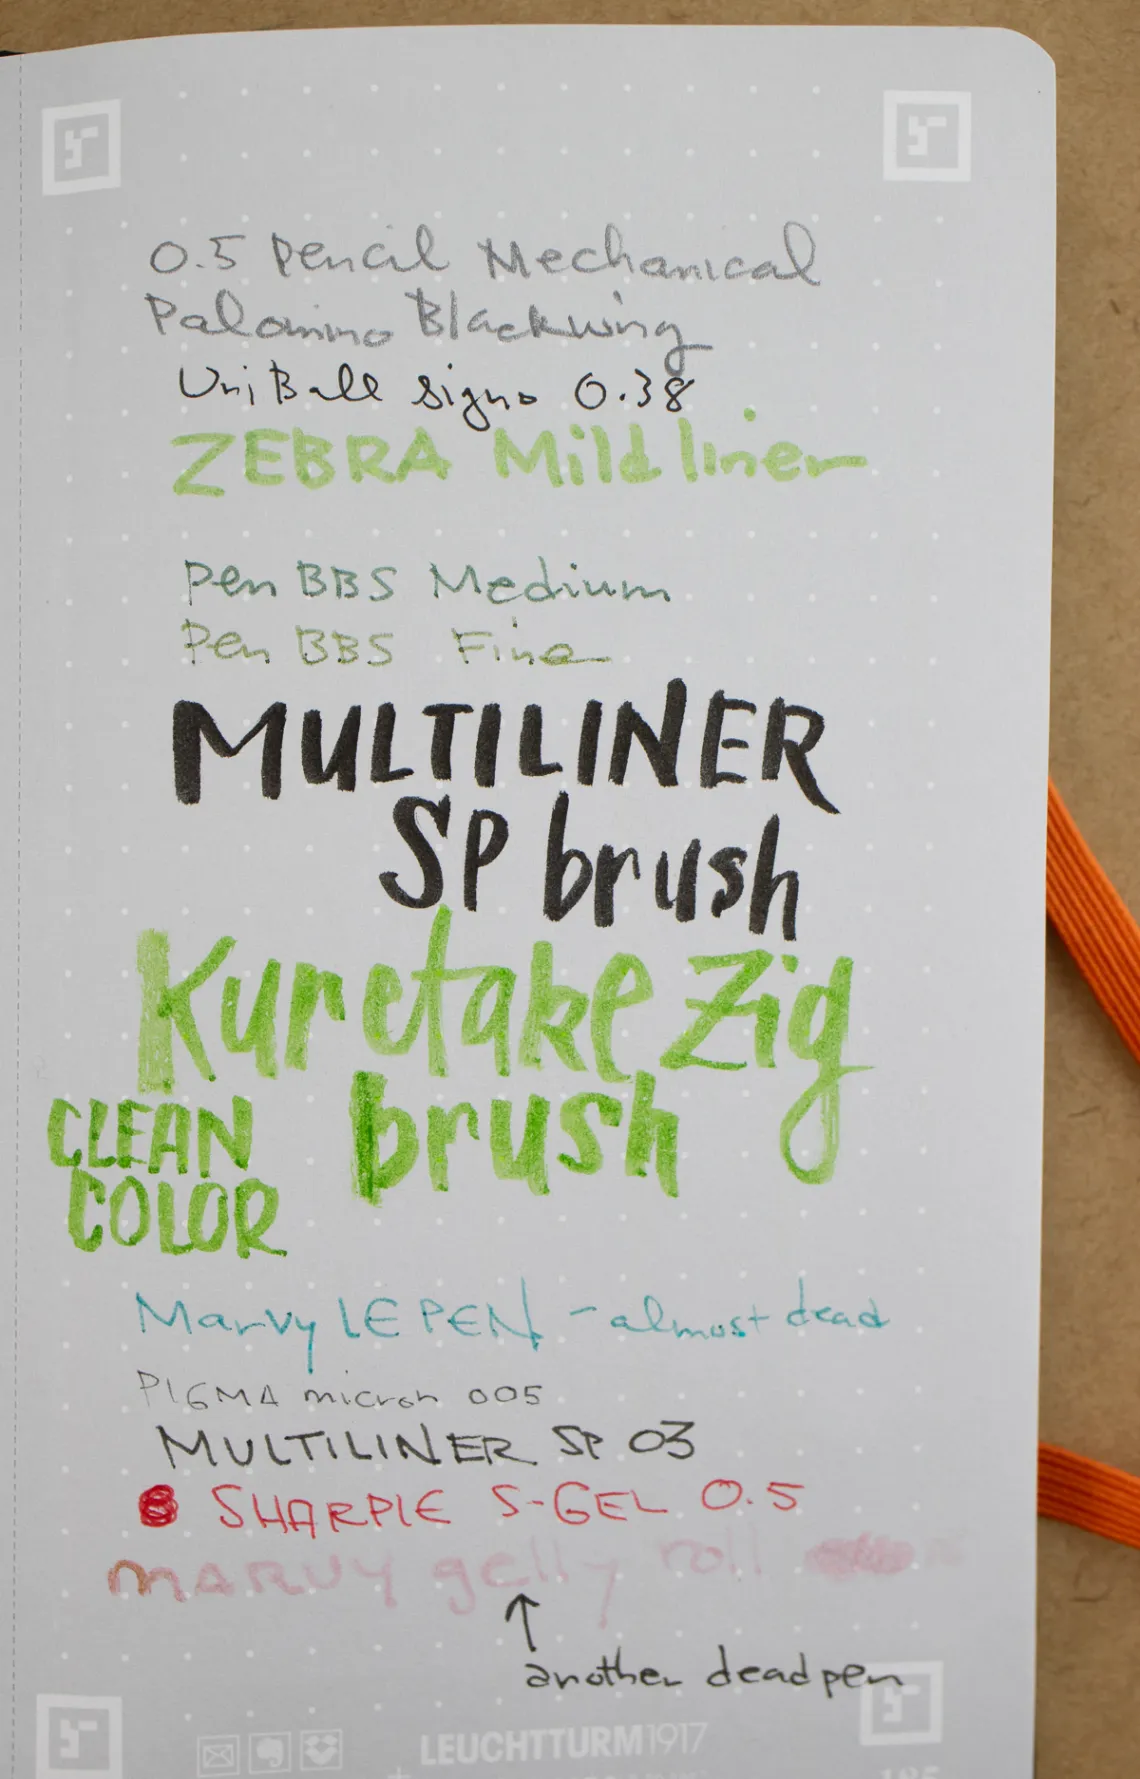 0.5 Pencil Mechanical
Palomino Blackwing
UniBall Signo 0.38
ZEBRA Mildliner
Pen BBS Medium
Pen BBS Fine
MULTILINER
SP brush
Kuretake Zig
brush
CLEAN
COLOR
Marvy LE PEN - almost dead
PIGMA micron 005
MULTILINER SP 03
SHARPIE S-GEL 0.5
MARVY gelly roll
another dead pen
LEUCHTTURM1917
185